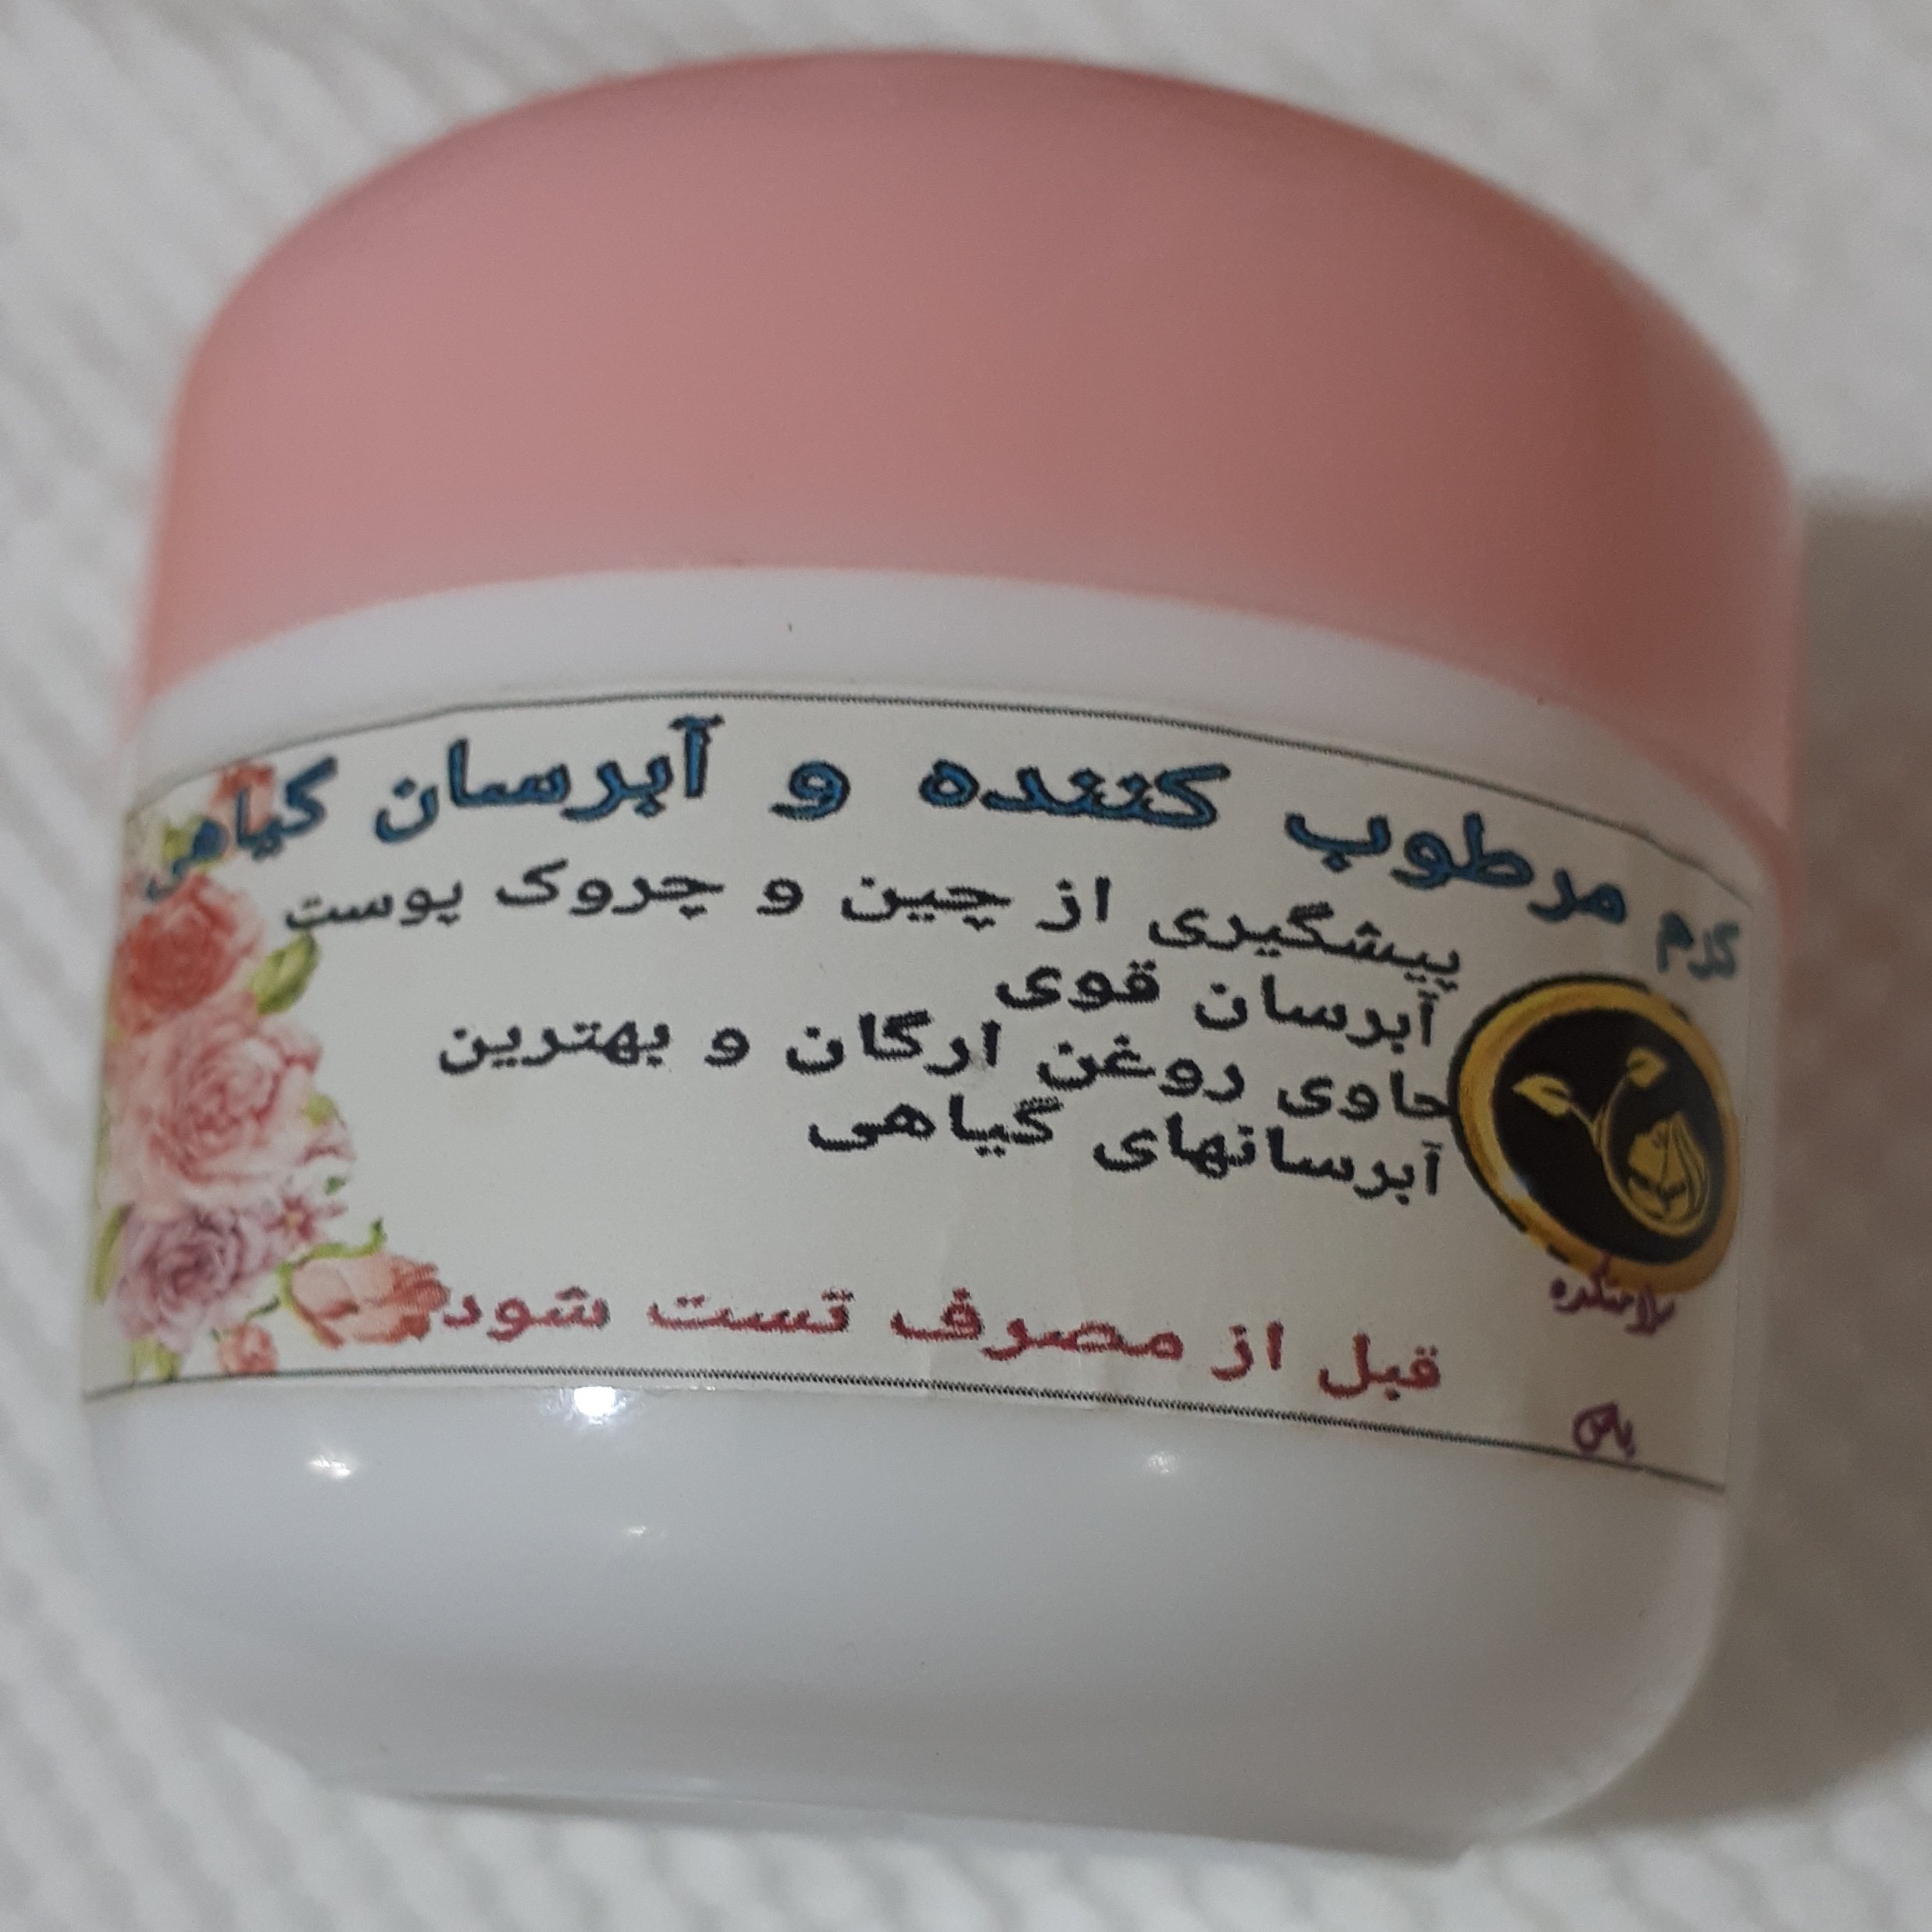 کرم مرطوب کننده و آبرسان گیاهی
پیشگیری از چین و چروک پوست
آبرسان قوی
حاوی روغن ارگان و بهترین
آبرسانهای گیاهی
قبل از مصرف تست شود
سلامتکده